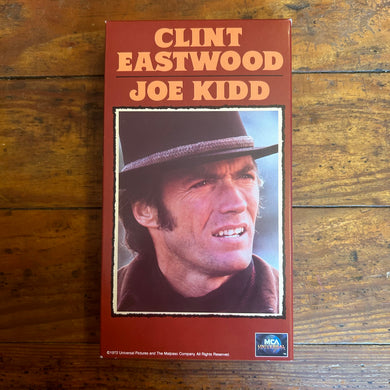 CLINT
EASTWOOD
JOE KIDD
©1972 Universal Pictures and The Malpaso Company. All Rights Reserved.
MCA
UNIVERSAL